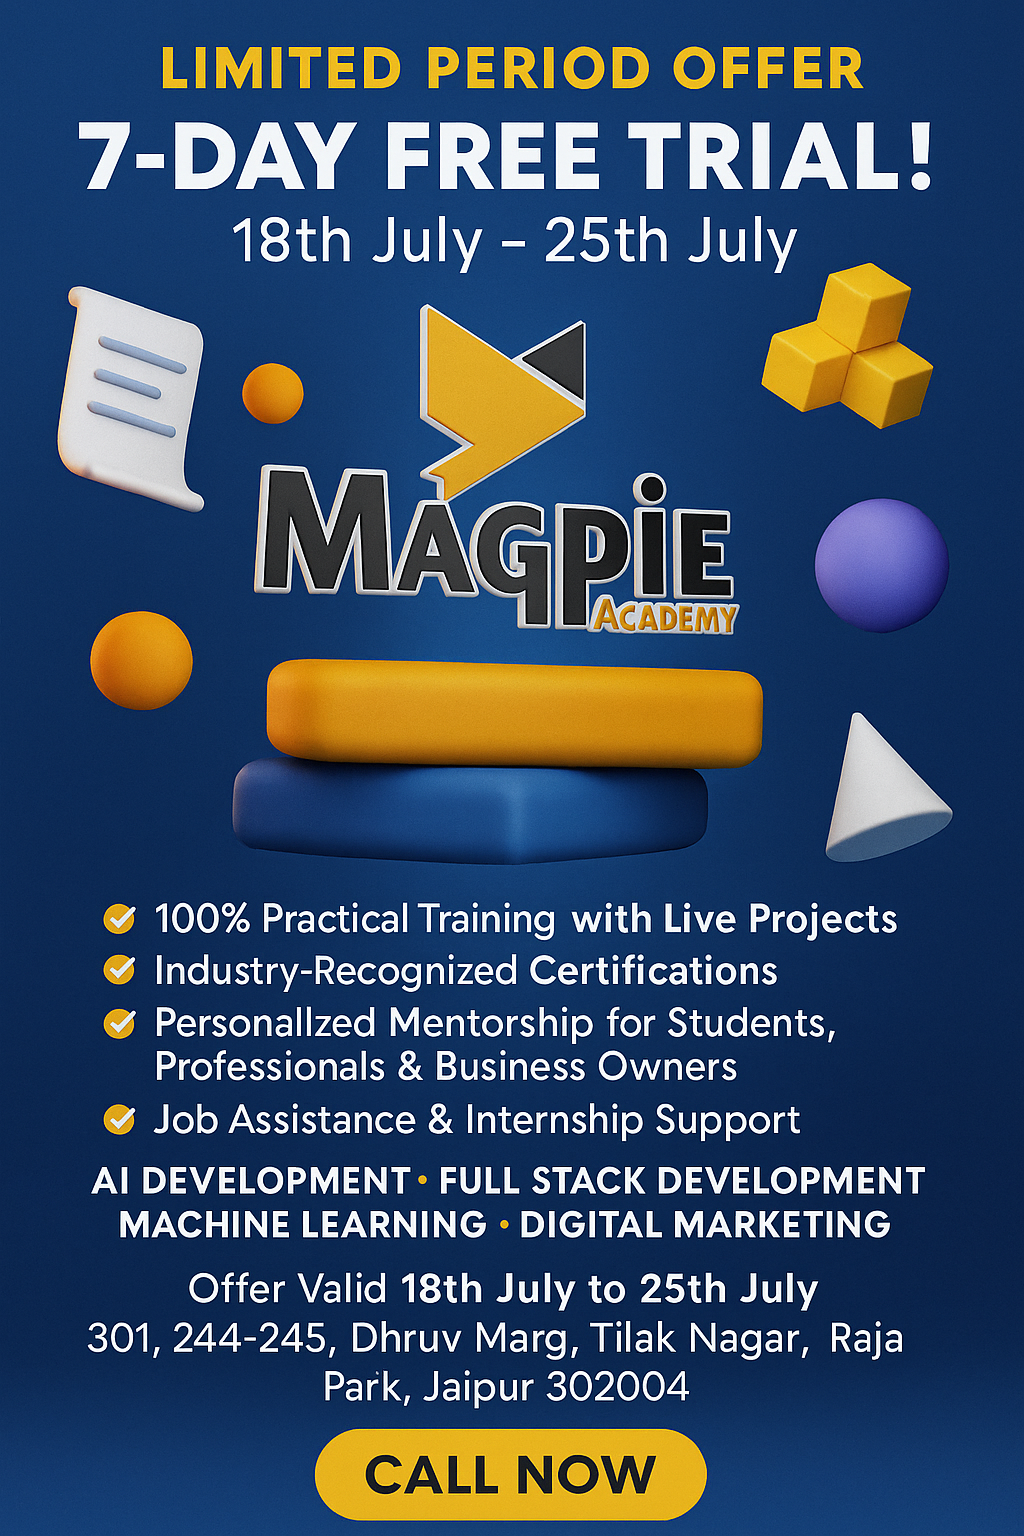 LIMITED PERIOD OFFER
7-DAY FREE TRIAL!
18th July – 25th July
MAGPiE
ACADEMY
100% Practical Training with Live Projects
Industry-Recognized Certifications
Personallzed Mentorship for Students,
Professionals & Business Owners
Job Assistance & Internship Support
AI DEVELOPMENT • FULL STACK DEVELOPMENT
MACHINE LEARNING • DIGITAL MARKETING
Offer Valid 18th July to 25th July
301, 244-245, Dhruv Marg, Tilak Nagar, Raja
Park, Jaipur 302004
CALL NOW